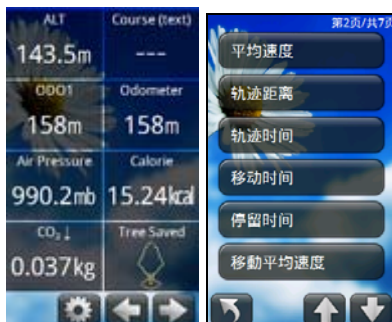 ALT Course (text)
143.5m ---
ODO1 Odometer
158m 158m
Air Pressure Calorie
990.2mb 15.24kcal
CO₂↓ Tree Saved
0.037kg
第2页/共7页
平均速度
轨迹距离
轨迹时间
移动时间
停留时间
移動平均速度